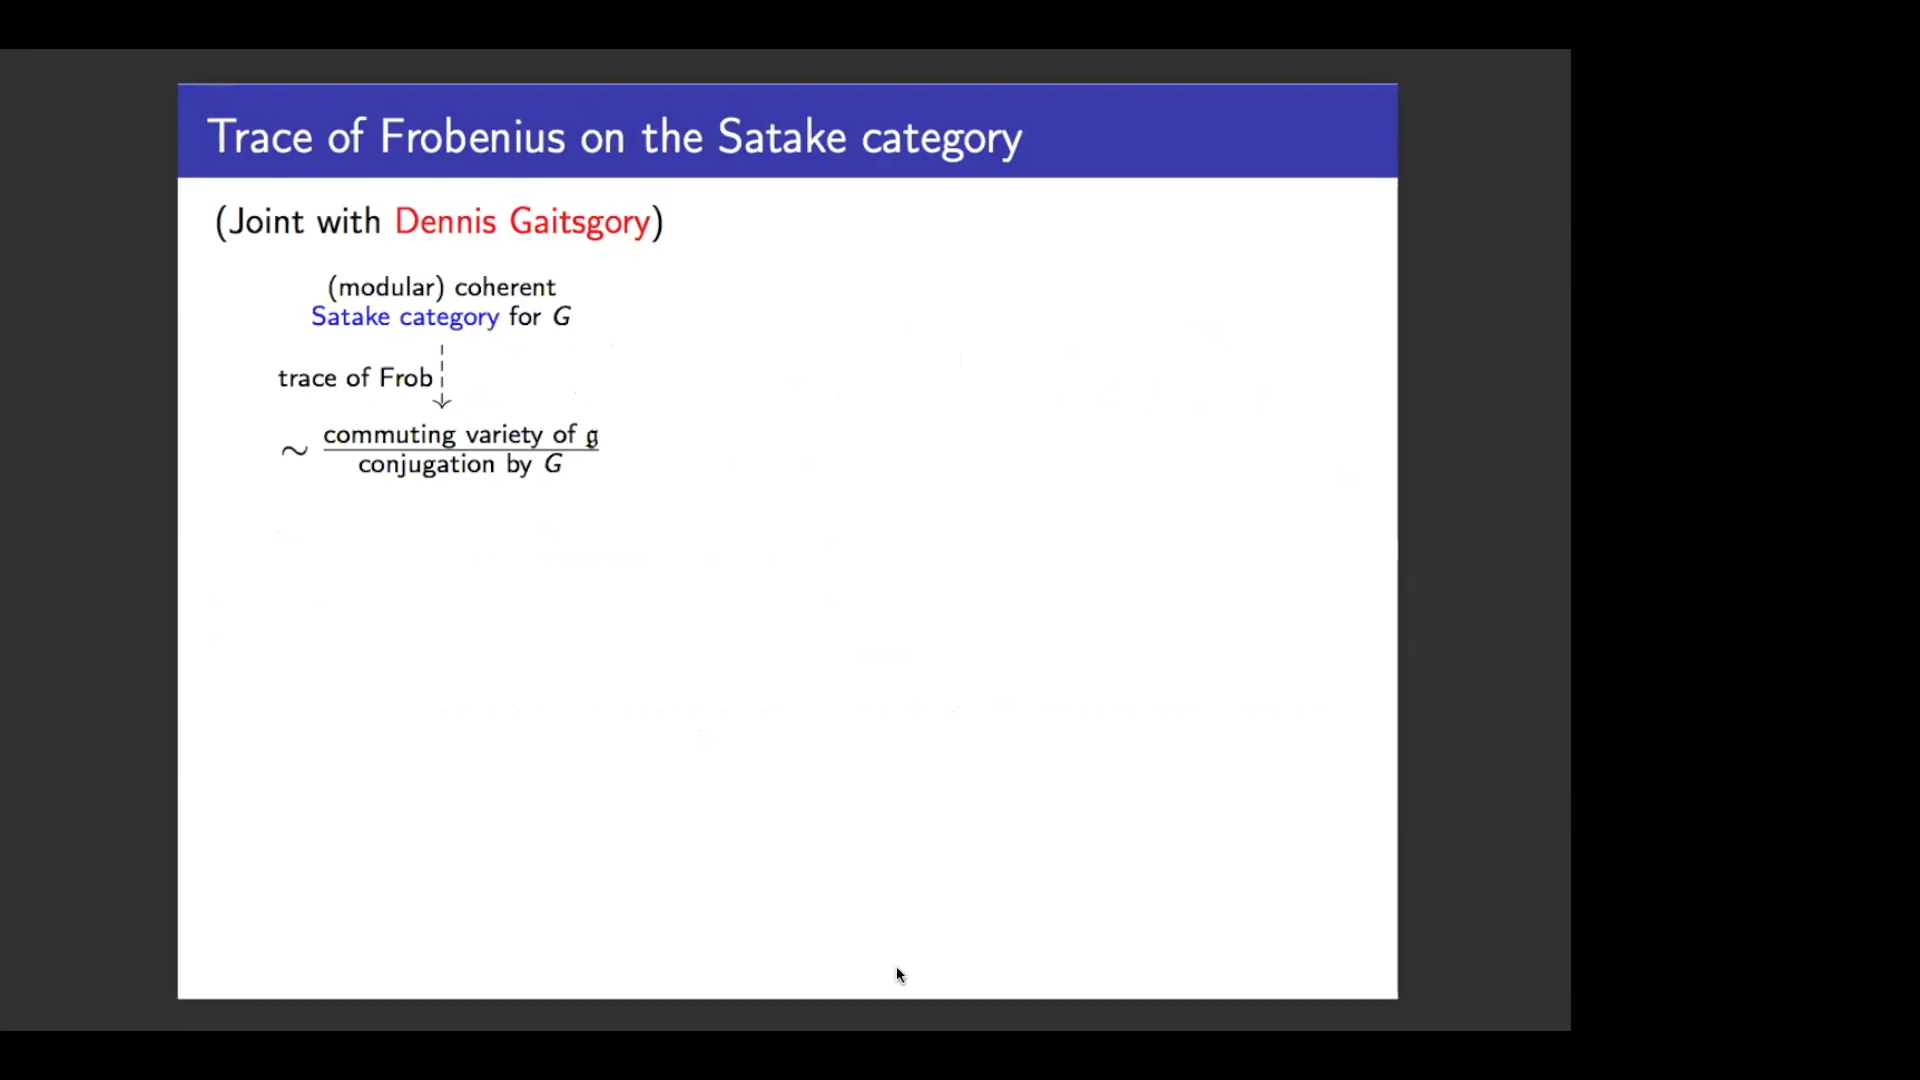 Trace of Frobenius on the Satake category
(Joint with Dennis Gaitsgory)
(modular) coherent
Satake category for G
trace of Frob
∼ commuting variety of 𝔤
conjugation by G